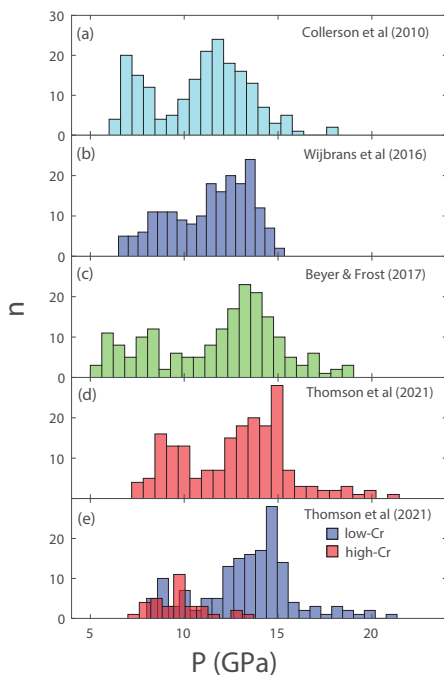 30
(a)
Collerson et al (2010)
20
10
0
(b)
Wijbrans et al (2016)
20
10
0
(c)
Beyer & Frost (2017)
20
10
0
n
(d)
Thomson et al (2021)
20
10
0
(e)
Thomson et al (2021)
low-Cr
high-Cr
20
10
0
5 10 15 20
P (GPa)